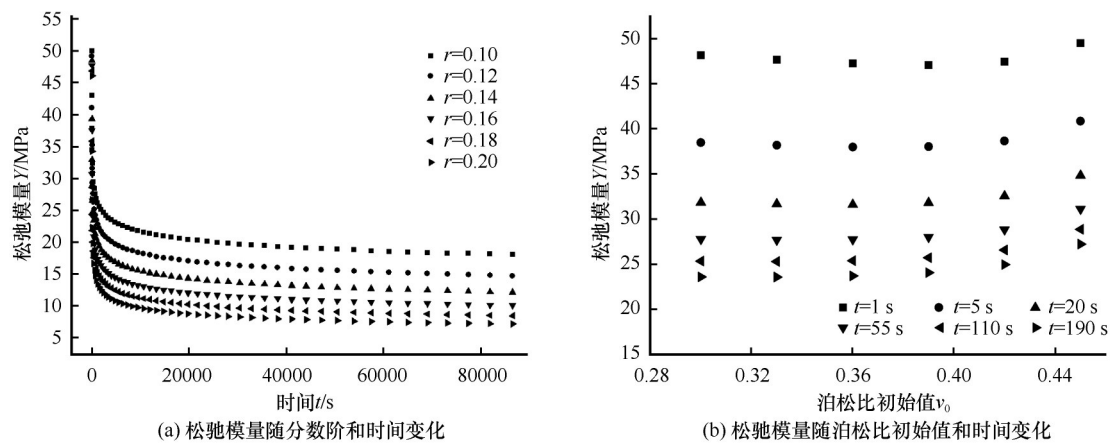 50
45
40
35
30
25
20
15
10
5
松弛模量Y/MPa
r=0.10
r=0.12
r=0.14
r=0.16
r=0.18
r=0.20
0 20000 40000 60000 80000
时间t/s
(a) 松弛模量随分数阶和时间变化
50
45
40
35
30
25
20
15
松弛模量Y/MPa
t=1 s t=5 s t=20 s
t=55 s t=110 s t=190 s
0.28 0.32 0.36 0.40 0.44
泊松比初始值v₀
(b) 松弛模量随泊松比初始值和时间变化